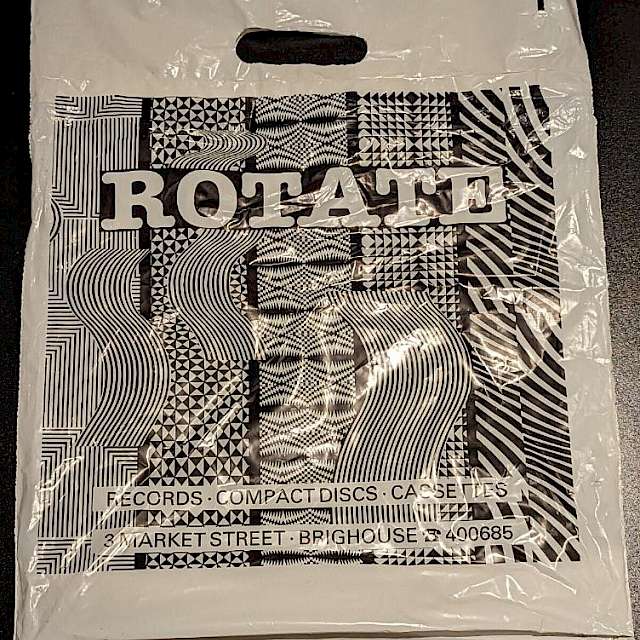 ROTATE
RECORDS · COMPACT DISCS · CASSETTES
3 MARKET STREET · BRIGHOUSE ☎ 400685